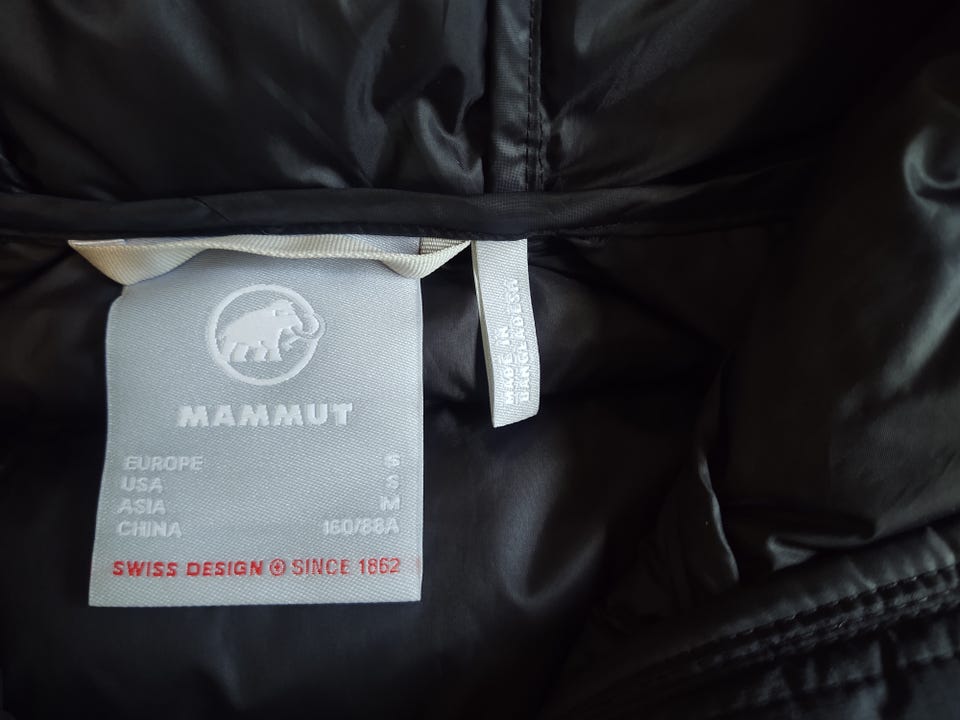 MAMMUT
EUROPE S
USA S
ASIA M
CHINA 160/88A
SWISS DESIGN SINCE 1862
MADE IN
BANGLADESH